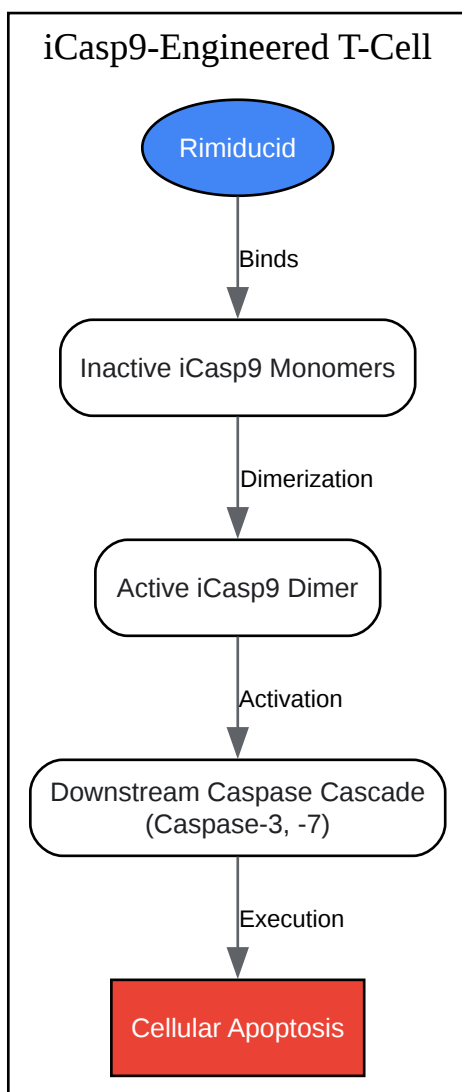 iCasp9-Engineered T-Cell
Rimiducid
Binds
Inactive iCasp9 Monomers
Dimerization
Active iCasp9 Dimer
Activation
Downstream Caspase Cascade
(Caspase-3, -7)
Execution
Cellular Apoptosis